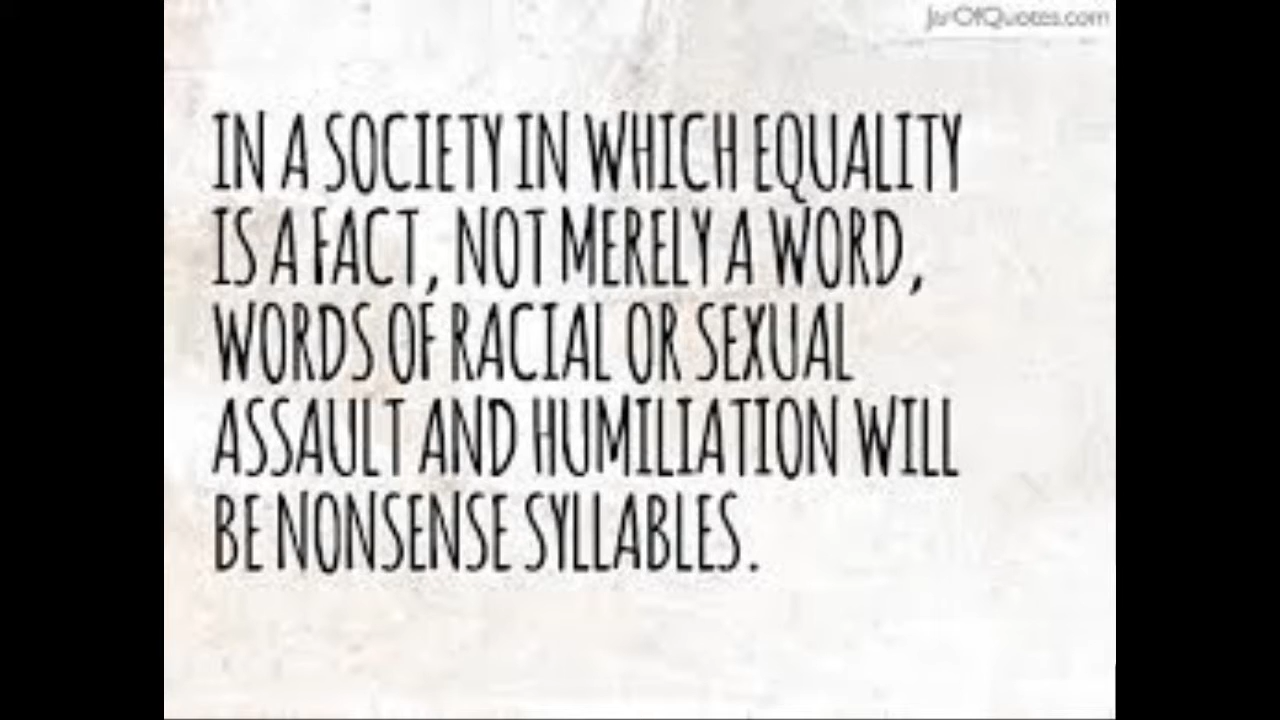 JarOfQuotes.com
IN A SOCIETY IN WHICH EQUALITY
IS A FACT, NOT MERELY A WORD,
WORDS OF RACIAL OR SEXUAL
ASSAULT AND HUMILIATION WILL
BE NONSENSE SYLLABLES.